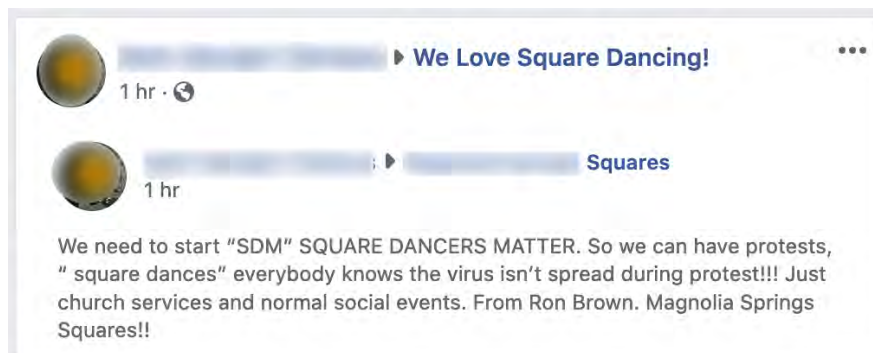 We Love Square Dancing!
1 hr
Squares
1 hr
We need to start “SDM” SQUARE DANCERS MATTER. So we can have protests,
“ square dances” everybody knows the virus isn’t spread during protest!!! Just
church services and normal social events. From Ron Brown. Magnolia Springs
Squares!!